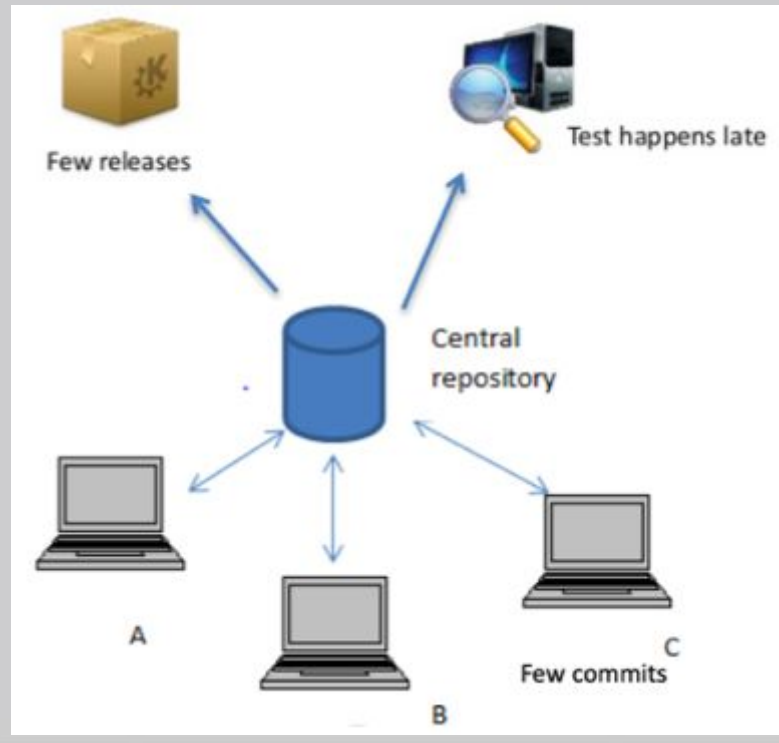 Few releases
Test happens late
Central
repository
A
B
C
Few commits